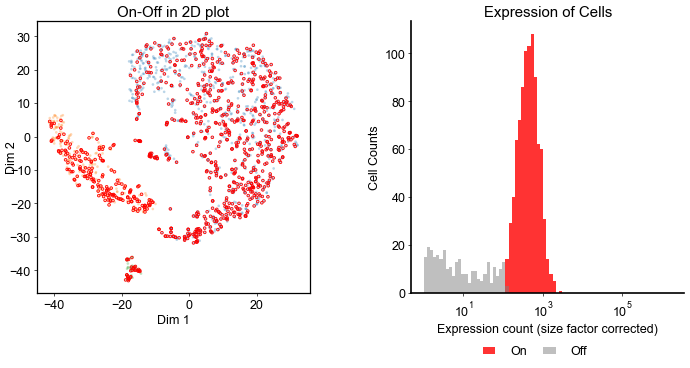 On-Off in 2D plot
30
20
10
0
−10
−20
−30
−40
Dim 2
−40
−20
0
20
Dim 1
Expression of Cells
100
80
60
40
20
0
Cell Counts
10^1
10^3
10^5
Expression count (size factor corrected)
On
Off